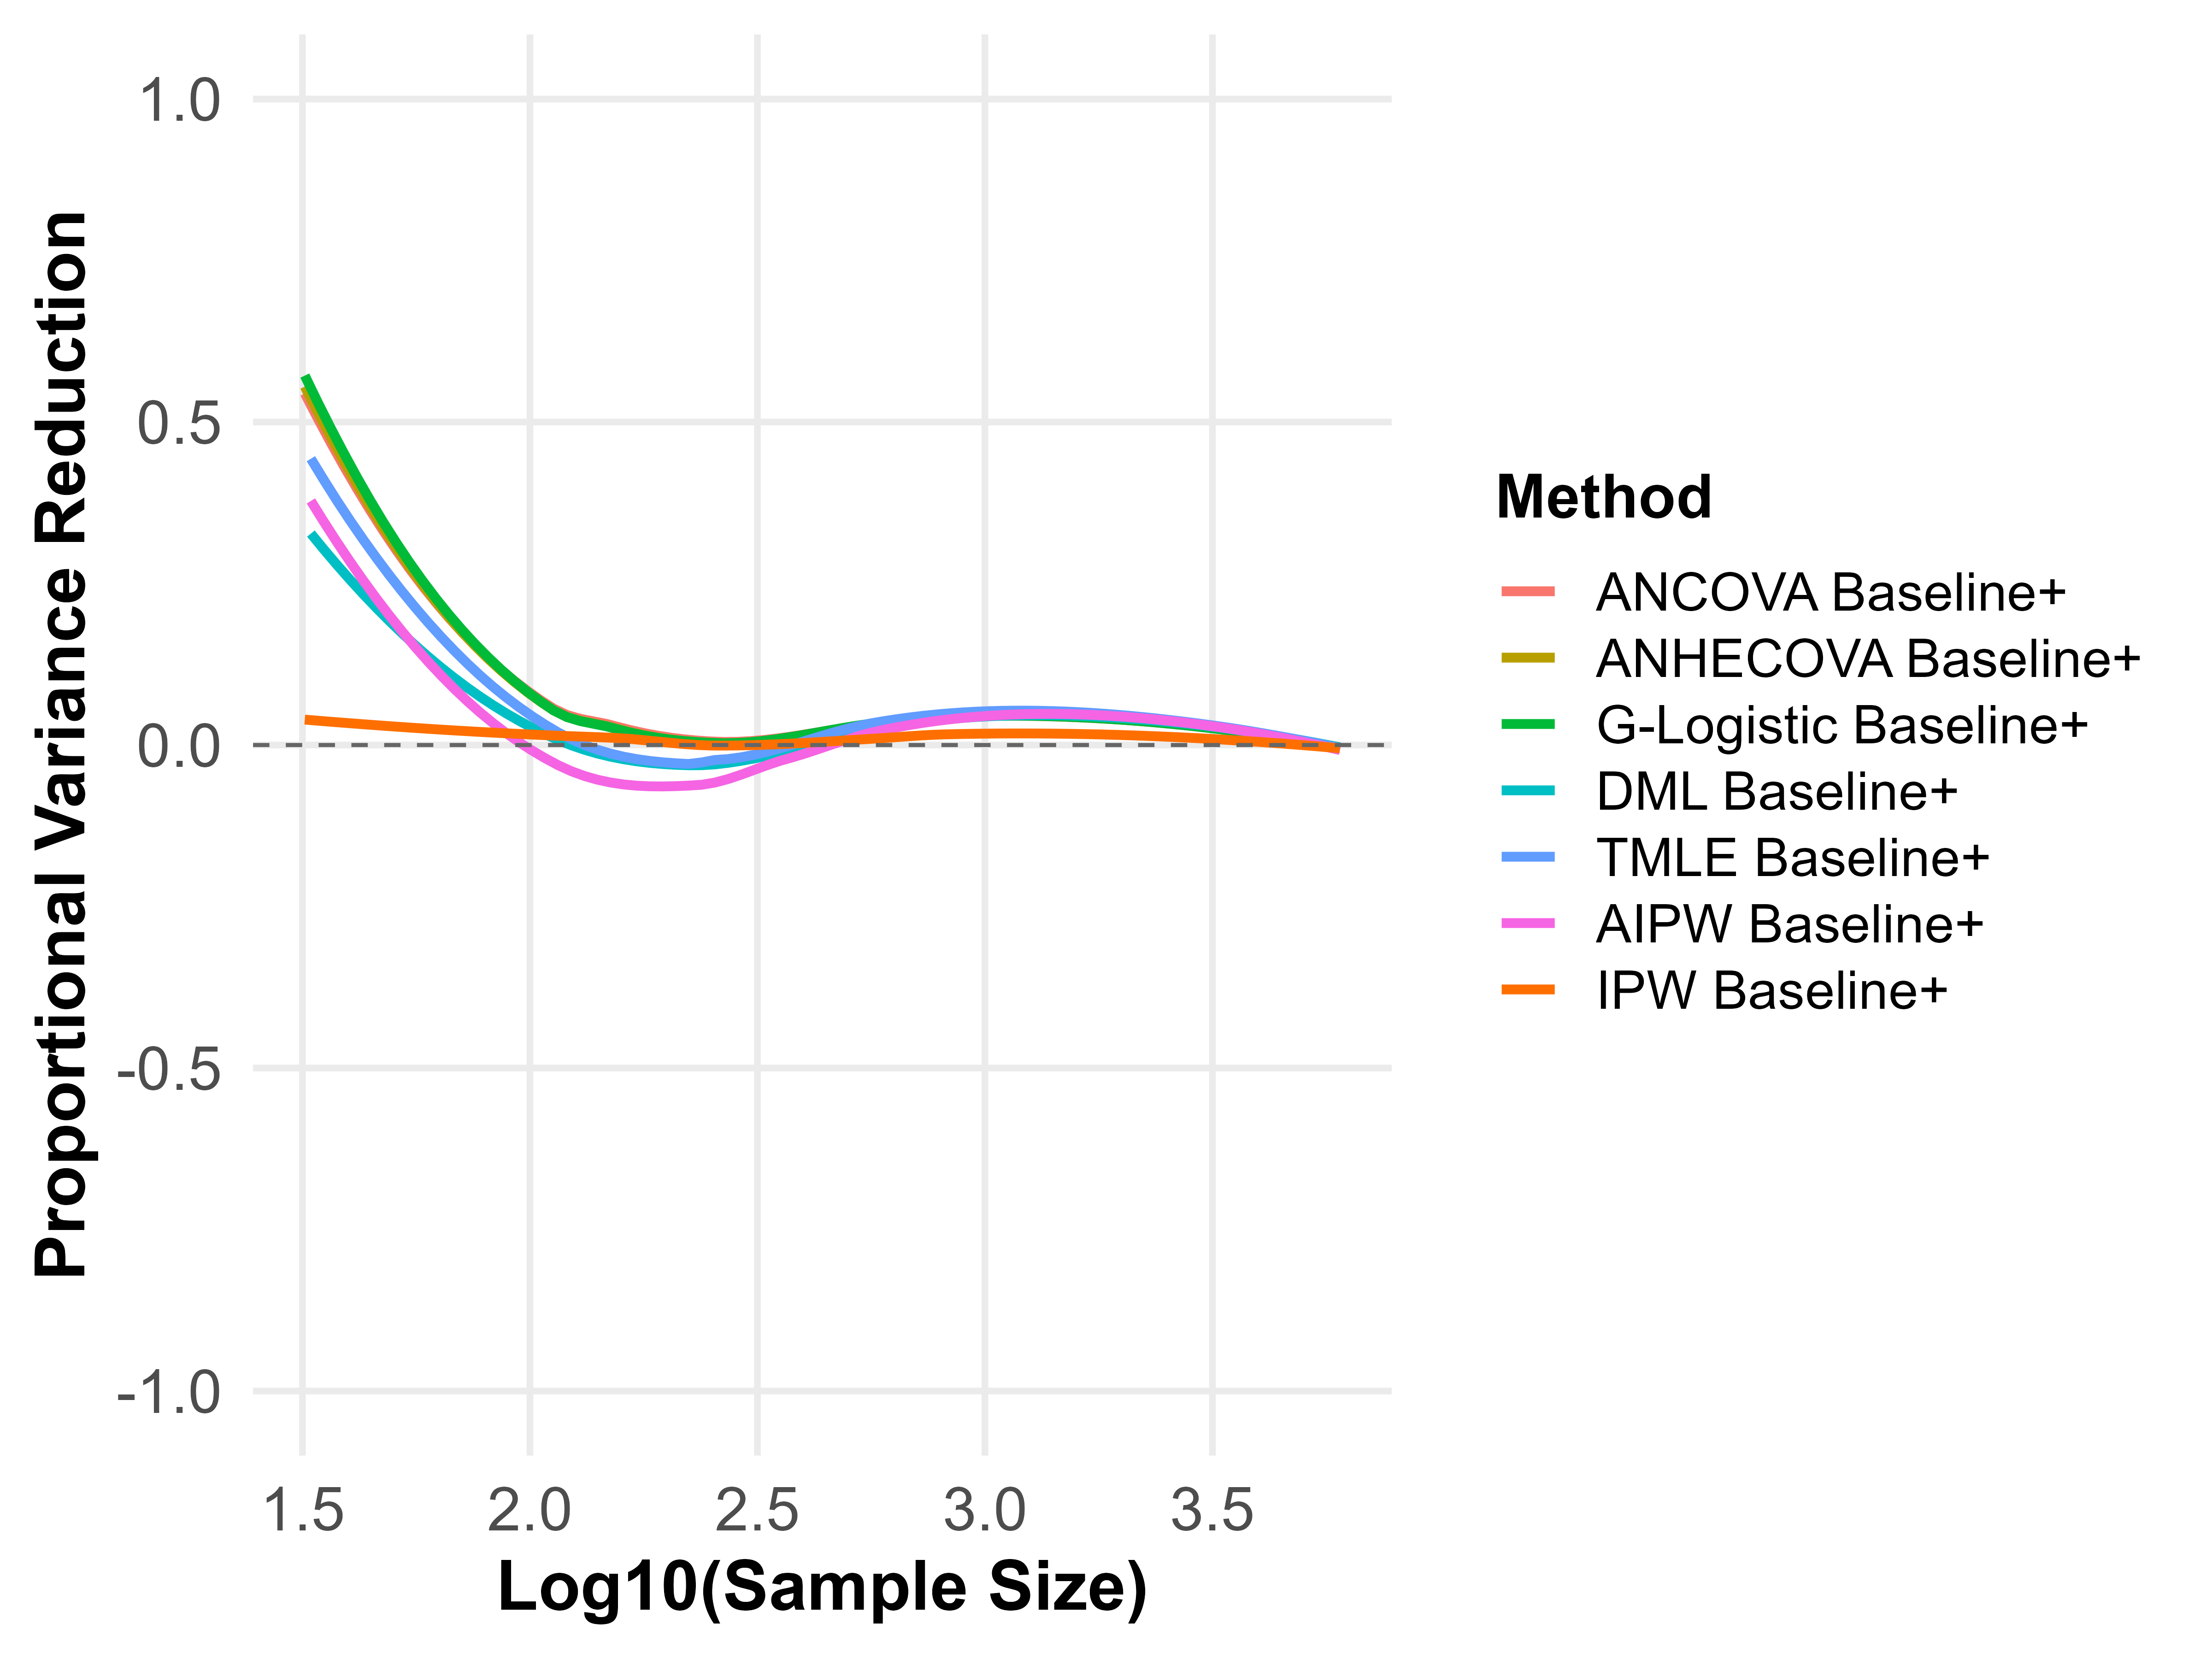 Proportional Variance Reduction
1.0
0.5
0.0
-0.5
-1.0
1.5 2.0 2.5 3.0 3.5
Log10(Sample Size)
Method
ANCOVA Baseline+
ANHECOVA Baseline+
G-Logistic Baseline+
DML Baseline+
TMLE Baseline+
AIPW Baseline+
IPW Baseline+